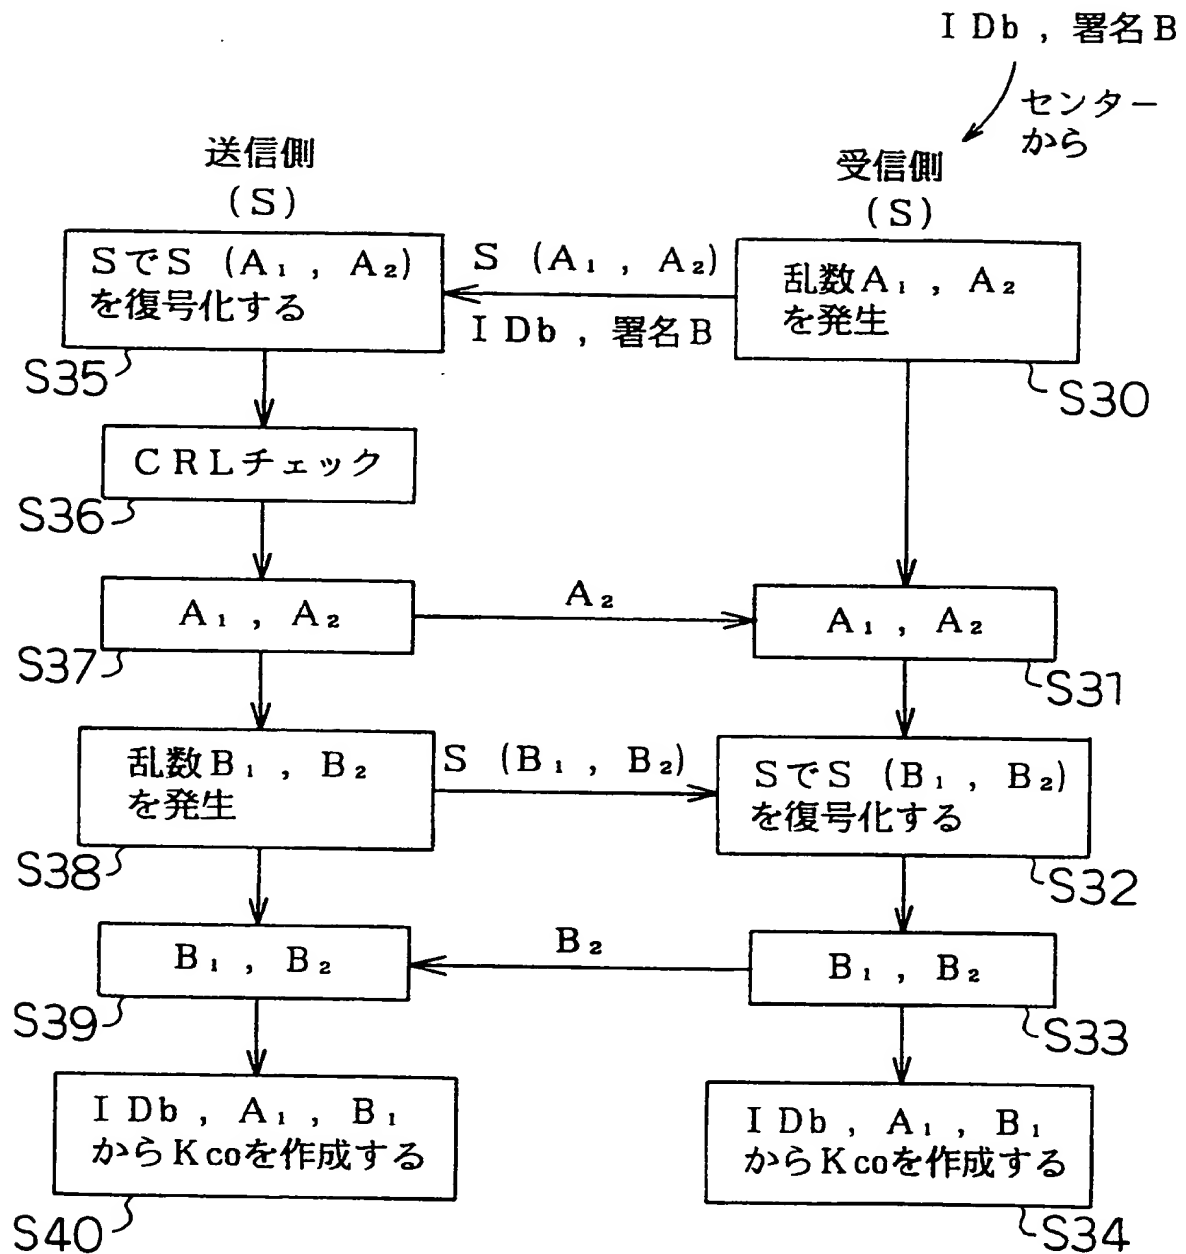 IDb , 署名B
センター
から
送信側
(S)
受信側
(S)
SでS (A₁ , A₂)
を復号化する
S35
S (A₁ , A₂)
IDb , 署名B
乱数A₁ , A₂
を発生
S30
CRLチェック
S36
A₁ , A₂
S37
A₂
A₁ , A₂
S31
乱数B₁ , B₂
を発生
S38
S (B₁ , B₂)
SでS (B₁ , B₂)
を復号化する
S32
B₁ , B₂
S39
B₂
B₁ , B₂
S33
IDb , A₁ , B₁
からKcoを作成する
S40
IDb , A₁ , B₁
からKcoを作成する
S34